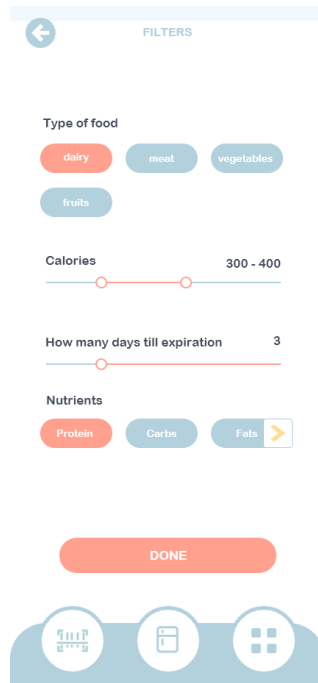 FILTERS
Type of food
dairy meat vegetables
fruits
Calories 300 - 400
How many days till expiration 3
Nutrients
Protein Carbs Fats
DONE